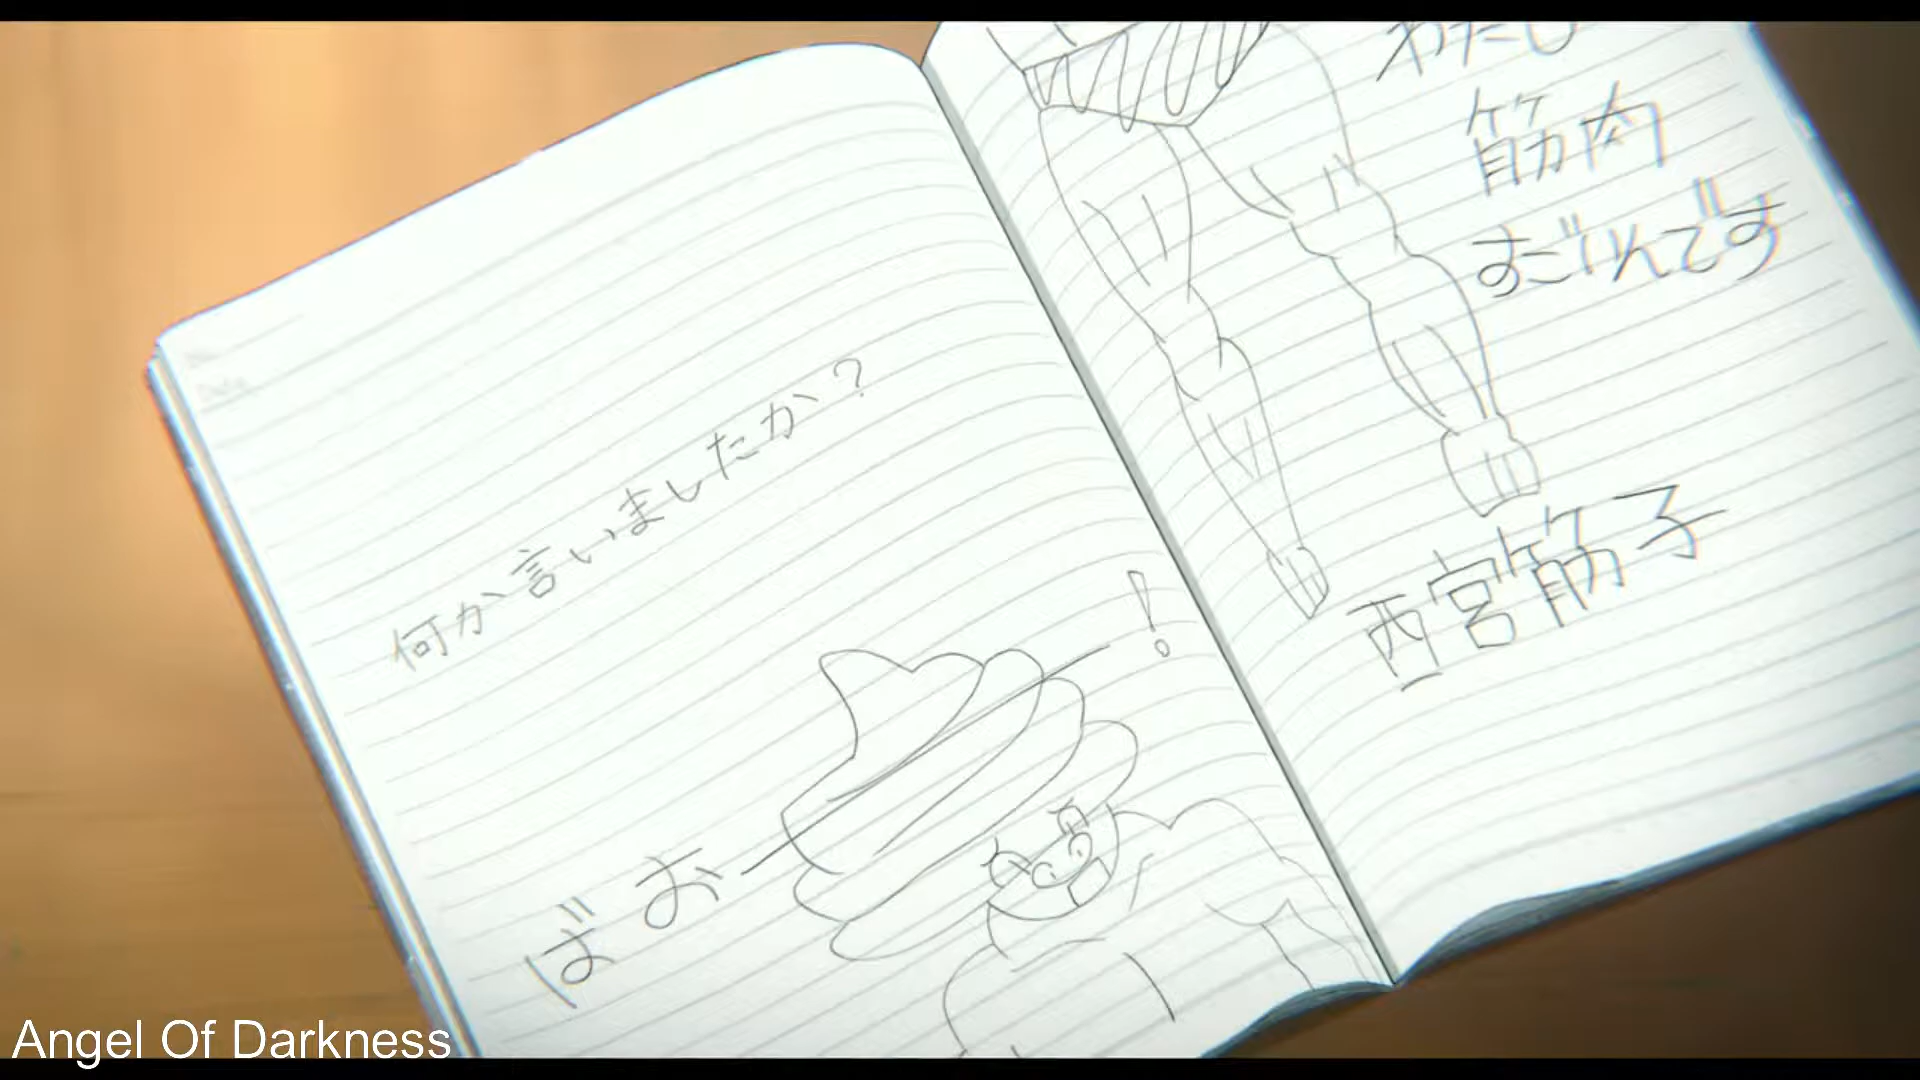 何か言いましたか?
ばおー!
わたし
筋肉
すごいんです
西宮筋子
Angel Of Darkness